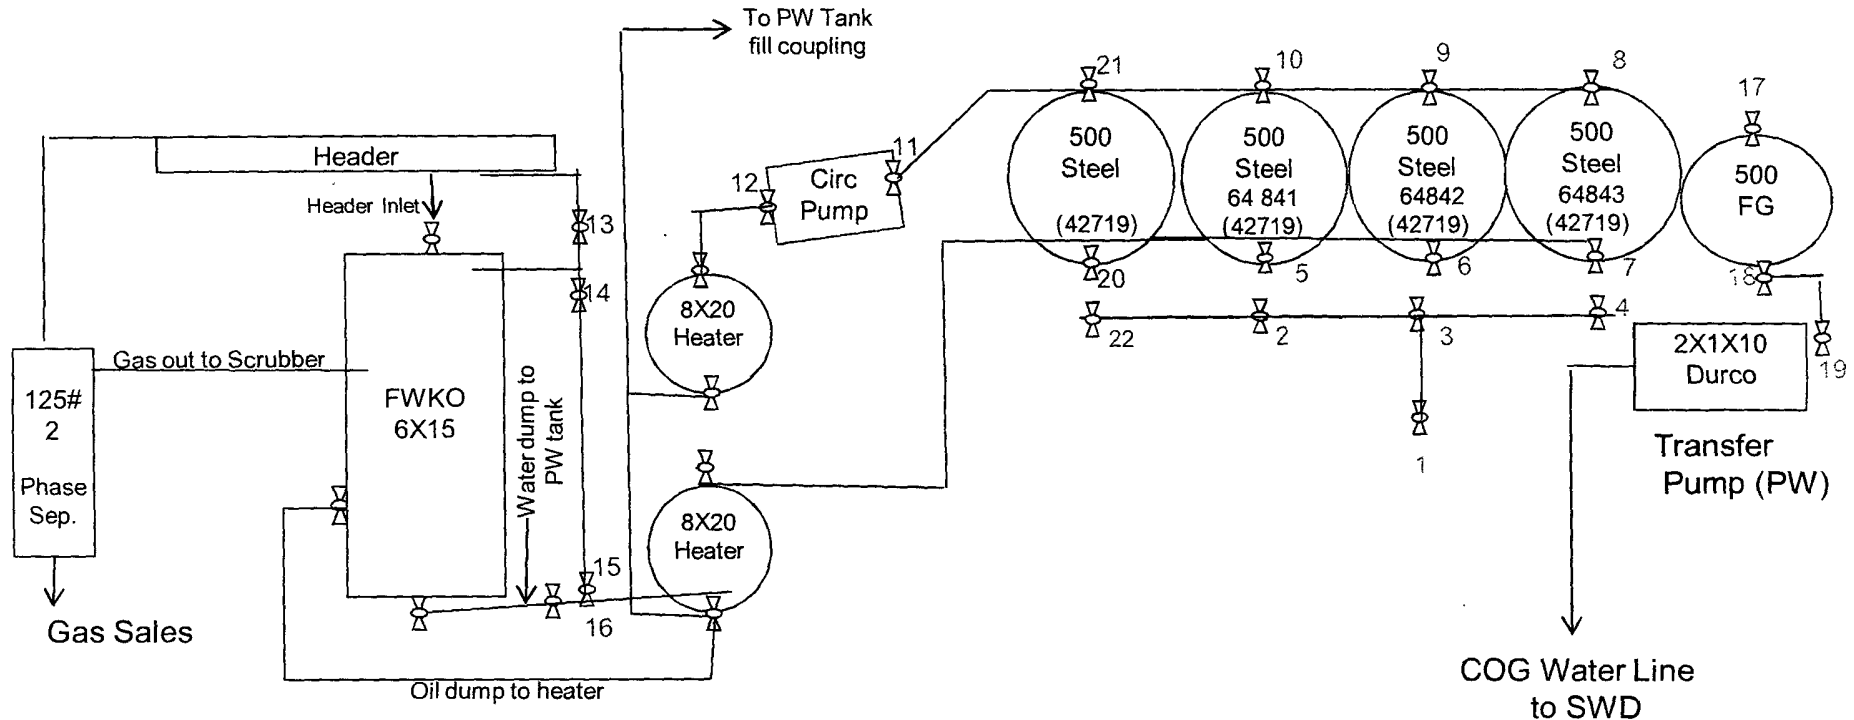 To PW Tank
fill coupling
Header
Header Inlet
13
14
Gas out to Scrubber
125#
2
Phase
Sep.
Gas Sales
FWKO
6X15
Water dump to
PW tank
15
16
Oil dump to heater
12
11
Circ
Pump
8X20
Heater
8X20
Heater
21
10
9
8
17
500
Steel
(42719)
500
Steel
64 841
(42719)
500
Steel
64842
(42719)
500
Steel
64843
(42719)
500
FG
20
5
6
7
18
22
2
3
4
19
1
2X1X10
Durco
Transfer
Pump (PW)
COG Water Line
to SWD